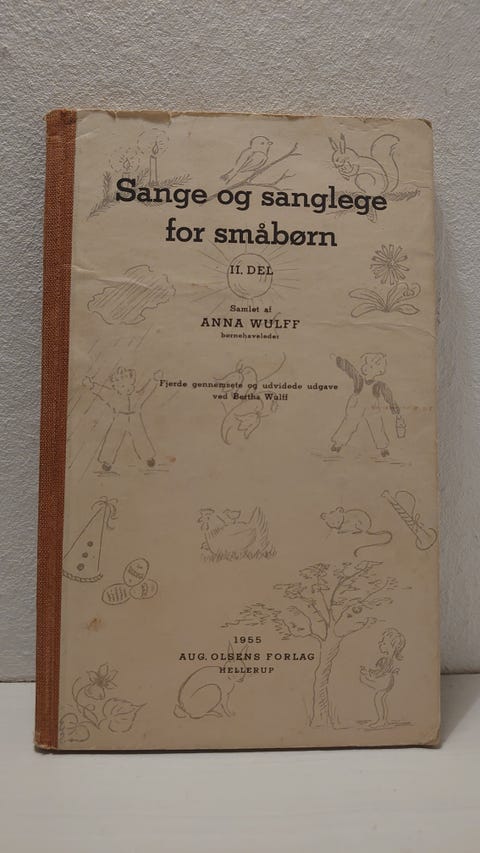 Sange og sanglege
for småbørn
II. DEL
Samlet af
ANNA WULFF
børnehaveleder
Fjerde gennemsete og udvidede udgave
ved Bertha Wulff
1955
AUG. OLSENS FORLAG
HELLERUP